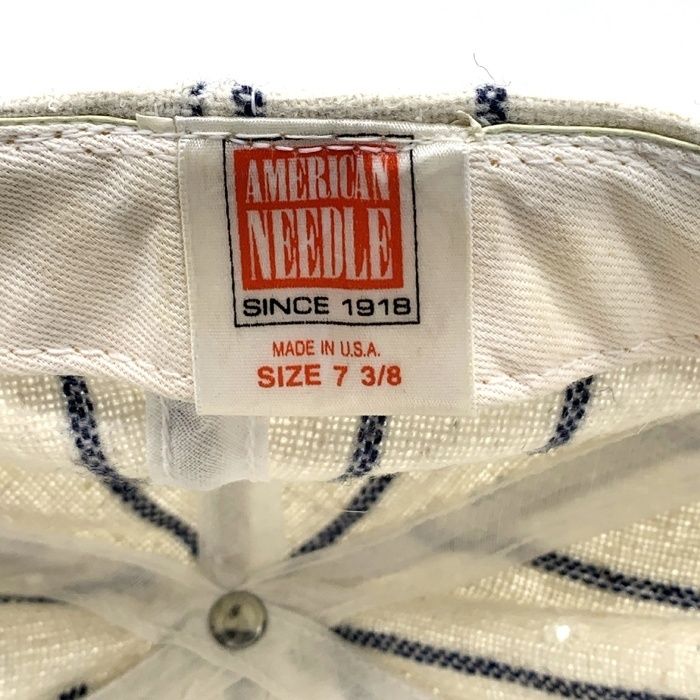 AMERICAN
NEEDLE
SINCE 1918
MADE IN U.S.A.
SIZE 7 3/8